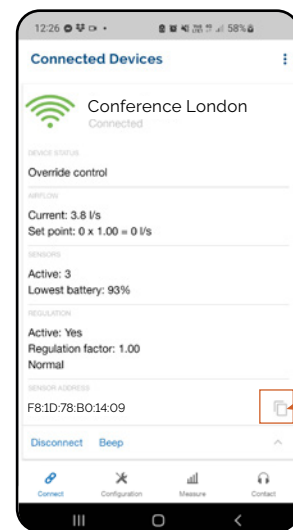 12:26 58%
Connected Devices
Conference London
Connected
DEVICE STATUS
Override control
AIRFLOW
Current: 3.8 l/s
Set point: 0 x 1.00 = 0 l/s
SENSORS
Active: 3
Lowest battery: 93%
REGULATION
Active: Yes
Regulation factor: 1.00
Normal
SENSOR ADDRESS
F8:1D:78:B0:14:09
Disconnect Beep
Connect Configuration Measure Contact